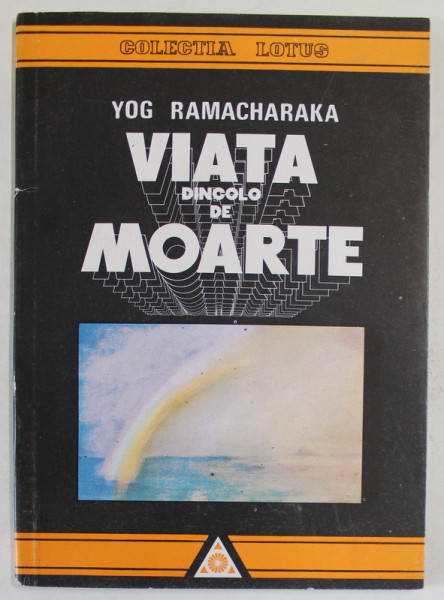 COLECTIA LOTUS
YOG RAMACHARAKA
VIATA
DINCOLO
DE
MOARTE